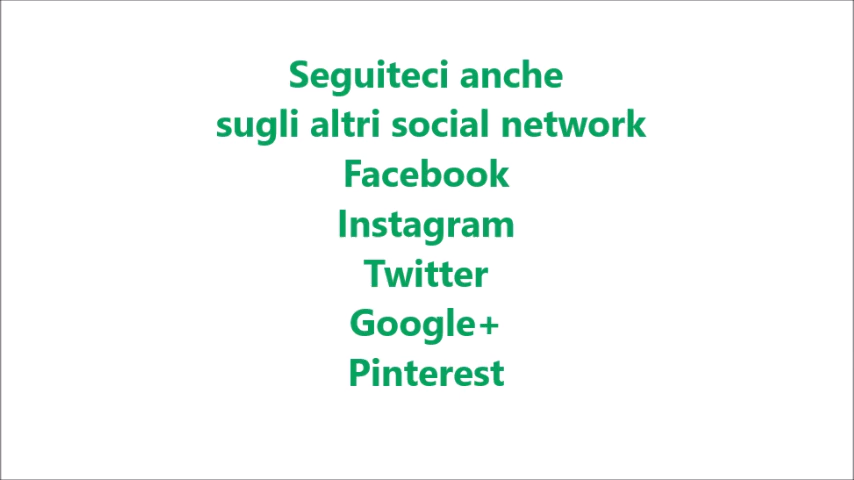 Seguiteci anche
sugli altri social network
Facebook
Instagram
Twitter
Google+
Pinterest